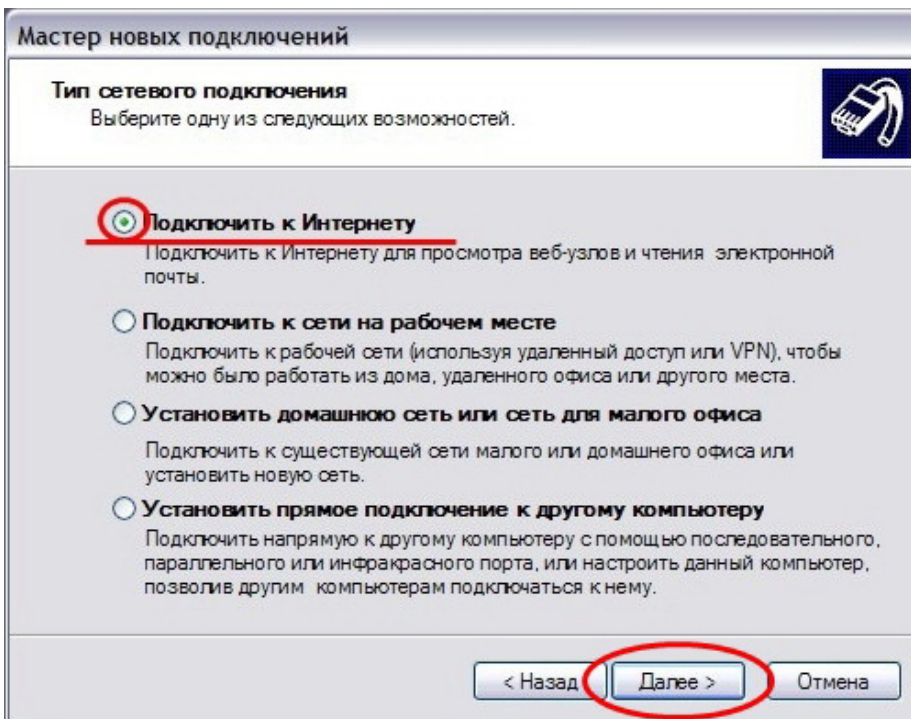 Мастер новых подключений
Тип сетевого подключения
Выберите одну из следующих возможностей.
Подключить к Интернету
Подключить к Интернету для просмотра веб-узлов и чтения электронной
почты.
Подключить к сети на рабочем месте
Подключить к рабочей сети (используя удаленный доступ или VPN), чтобы
можно было работать из дома, удаленного офиса или другого места.
Установить домашнюю сеть или сеть для малого офиса
Подключить к существующей сети малого или домашнего офиса или
установить новую сеть.
Установить прямое подключение к другому компьютеру
Подключить напрямую к другому компьютеру с помощью последовательного,
параллельного или инфракрасного порта, или настроить данный компьютер,
позволив другим компьютерам подключаться к нему.
< Назад Далее > Отмена